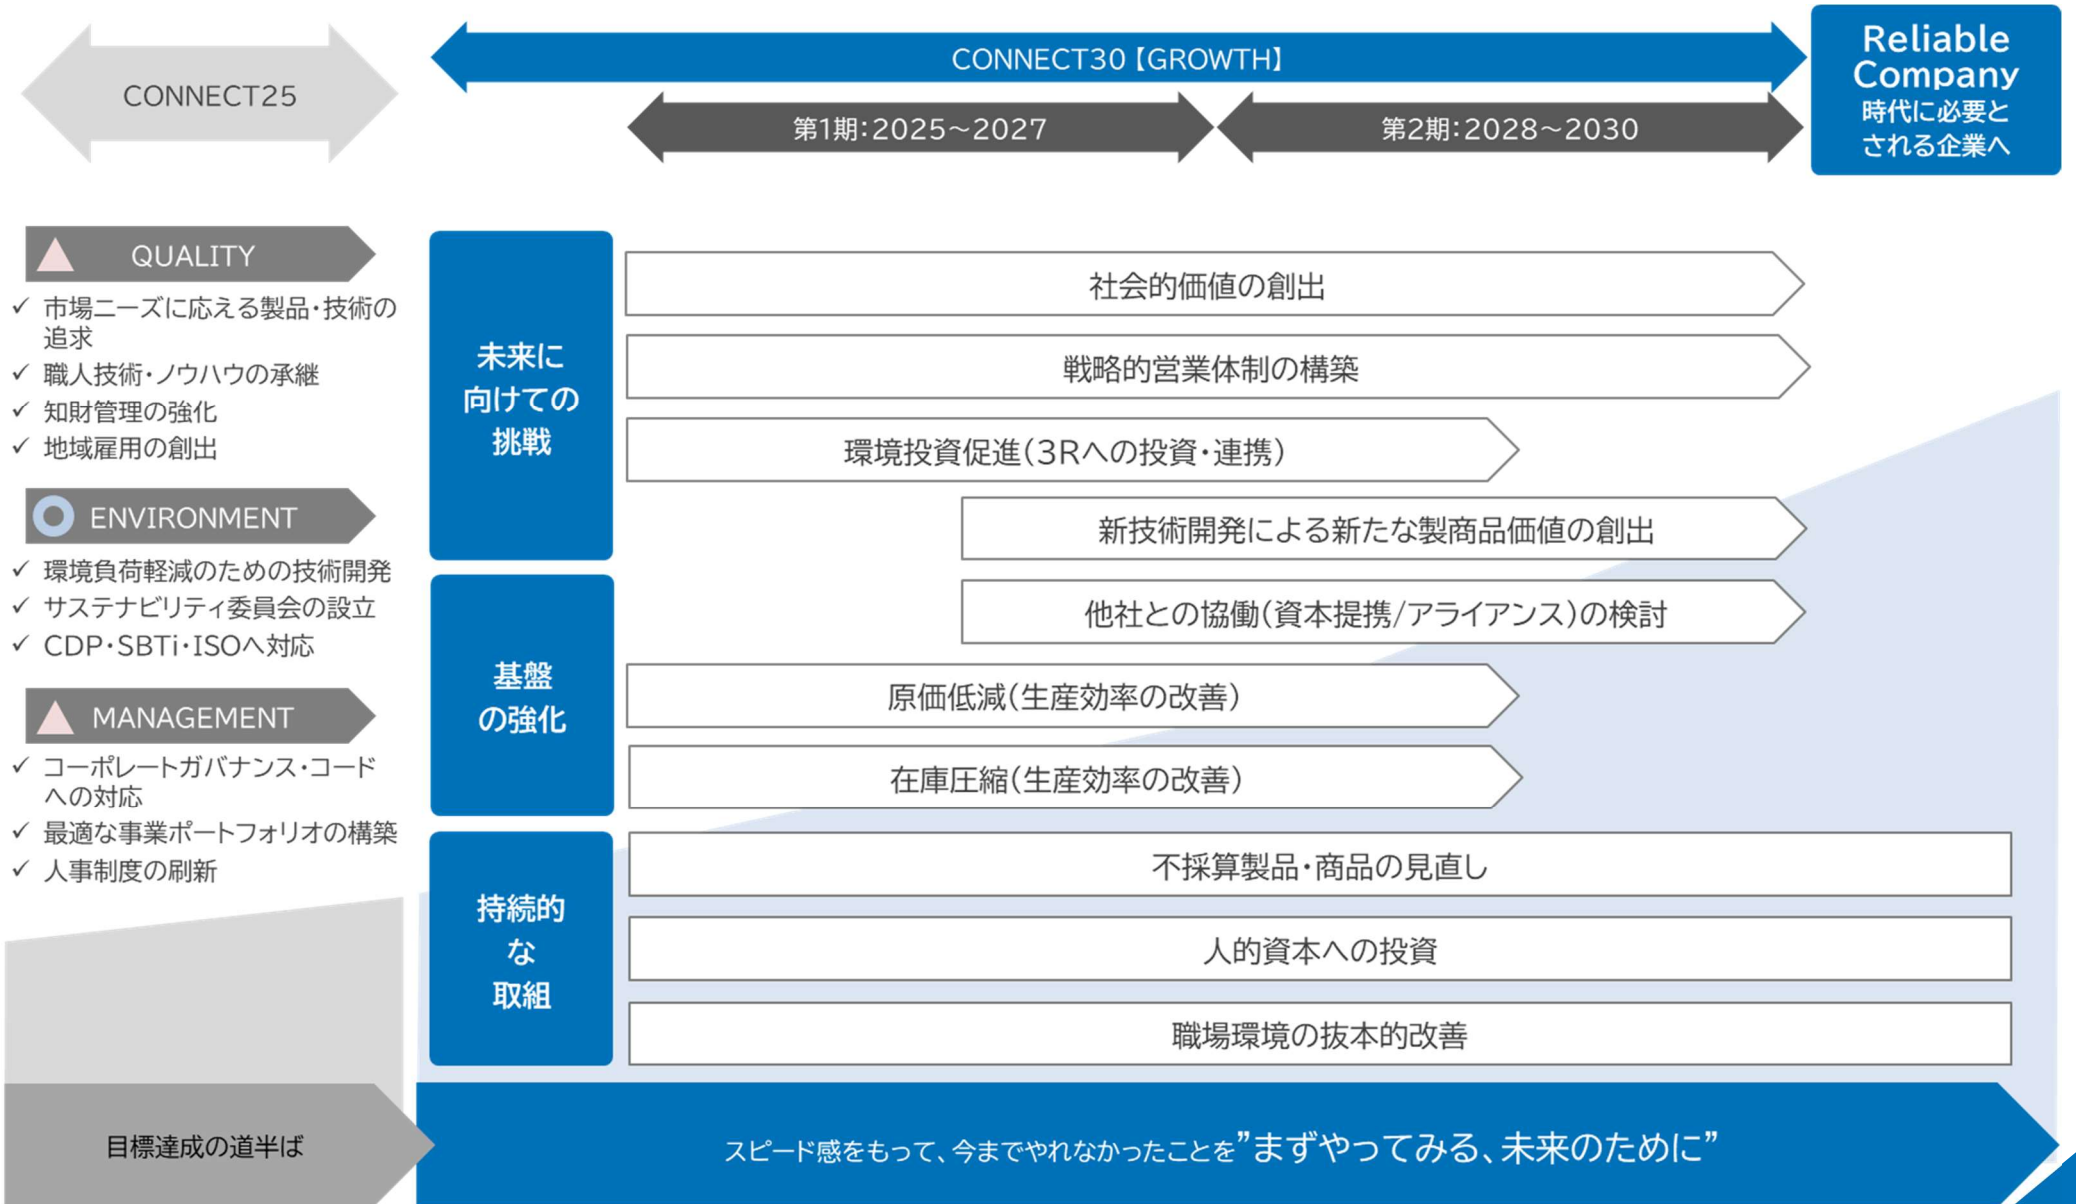 CONNECT25
CONNECT30【GROWTH】
第1期：2025～2027
第2期：2028～2030
Reliable
Company
時代に必要と
される企業へ
QUALITY
✓ 市場ニーズに応える製品・技術の
追求
✓ 職人技術・ノウハウの承継
✓ 知財管理の強化
✓ 地域雇用の創出
ENVIRONMENT
✓ 環境負荷軽減のための技術開発
✓ サステナビリティ委員会の設立
✓ CDP・SBTi・ISOへ対応
MANAGEMENT
✓ コーポレートガバナンス・コード
への対応
✓ 最適な事業ポートフォリオの構築
✓ 人事制度の刷新
目標達成の道半ば
未来に
向けての
挑戦
社会的価値の創出
戦略的営業体制の構築
環境投資促進（3Rへの投資・連携）
新技術開発による新たな製商品価値の創出
基盤
の強化
他社との協働（資本提携/アライアンス）の検討
原価低減（生産効率の改善）
在庫圧縮（生産効率の改善）
持続的
な
取組
不採算製品・商品の見直し
人的資本への投資
職場環境の抜本的改善
スピード感をもって、今までやれなかったことを”まずやってみる、未来のために”